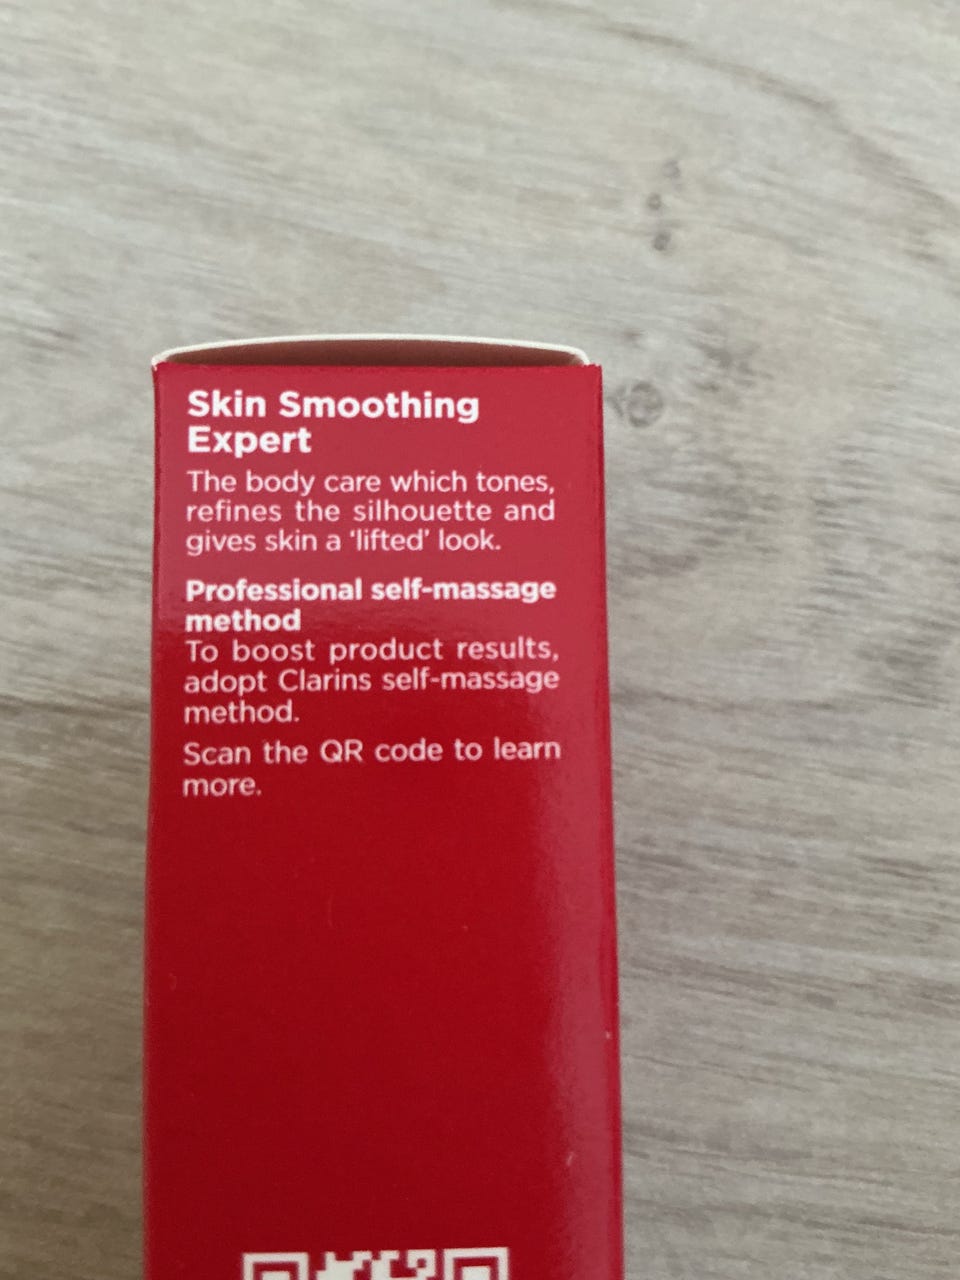 Skin Smoothing
Expert
The body care which tones,
refines the silhouette and
gives skin a ‘lifted’ look.
Professional self-massage
method
To boost product results,
adopt Clarins self-massage
method.
Scan the QR code to learn
more.